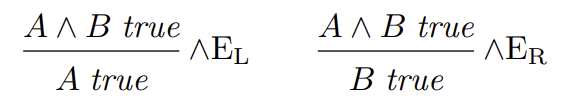 A ∧ B true    A ∧ B true
∧E_L    ∧E_R
A true    B true